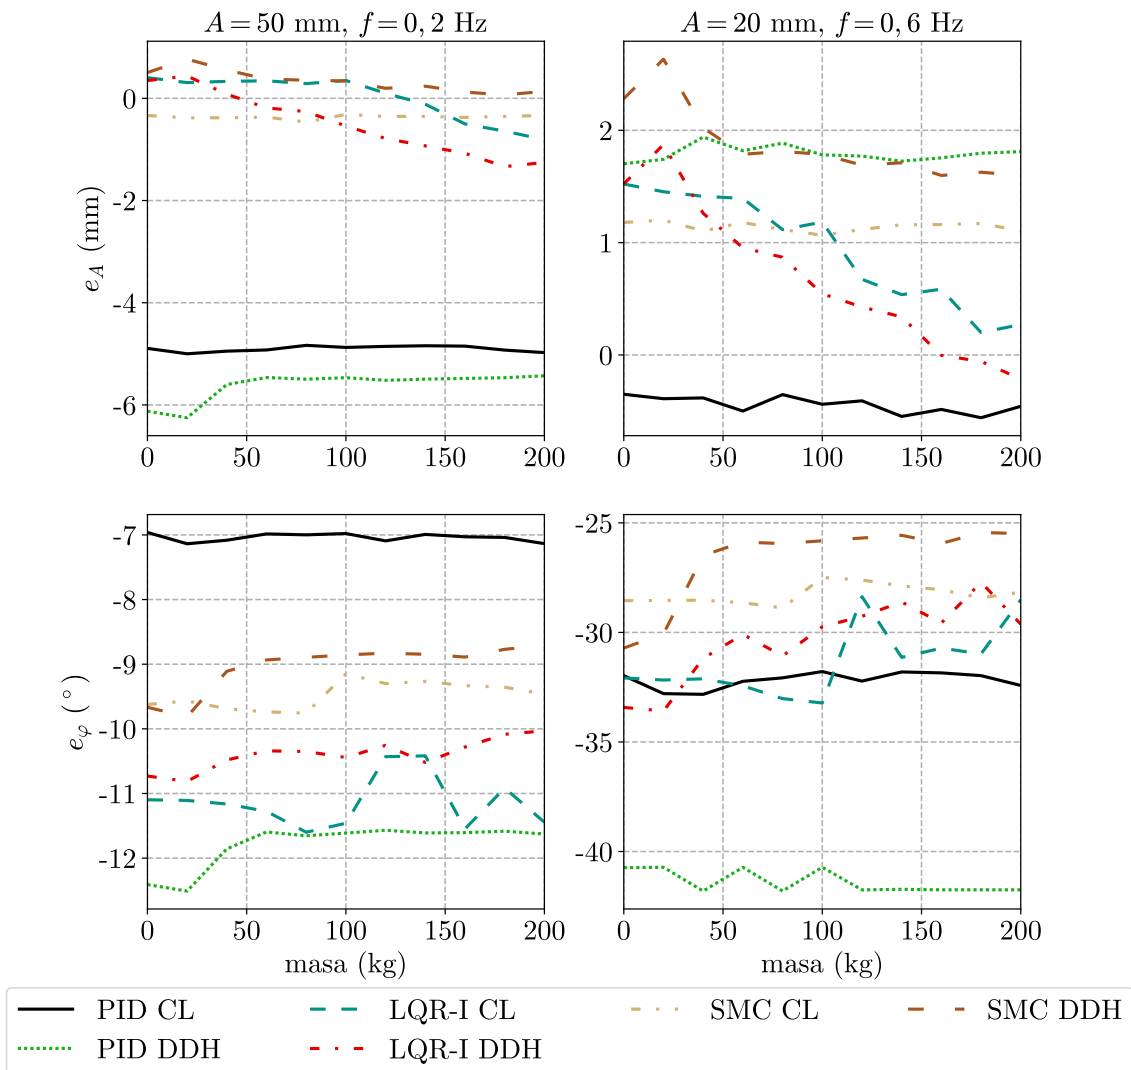 A = 50 mm, f = 0, 2 Hz
A = 20 mm, f = 0, 6 Hz
e_A (mm)
0
-2
-4
-6
0 50 100 150 200
2
1
0
0 50 100 150 200
e_φ (°)
-7
-8
-9
-10
-11
-12
0 50 100 150 200
masa (kg)
-25
-30
-35
-40
0 50 100 150 200
masa (kg)
PID CL
LQR-I CL
SMC CL
SMC DDH
PID DDH
LQR-I DDH